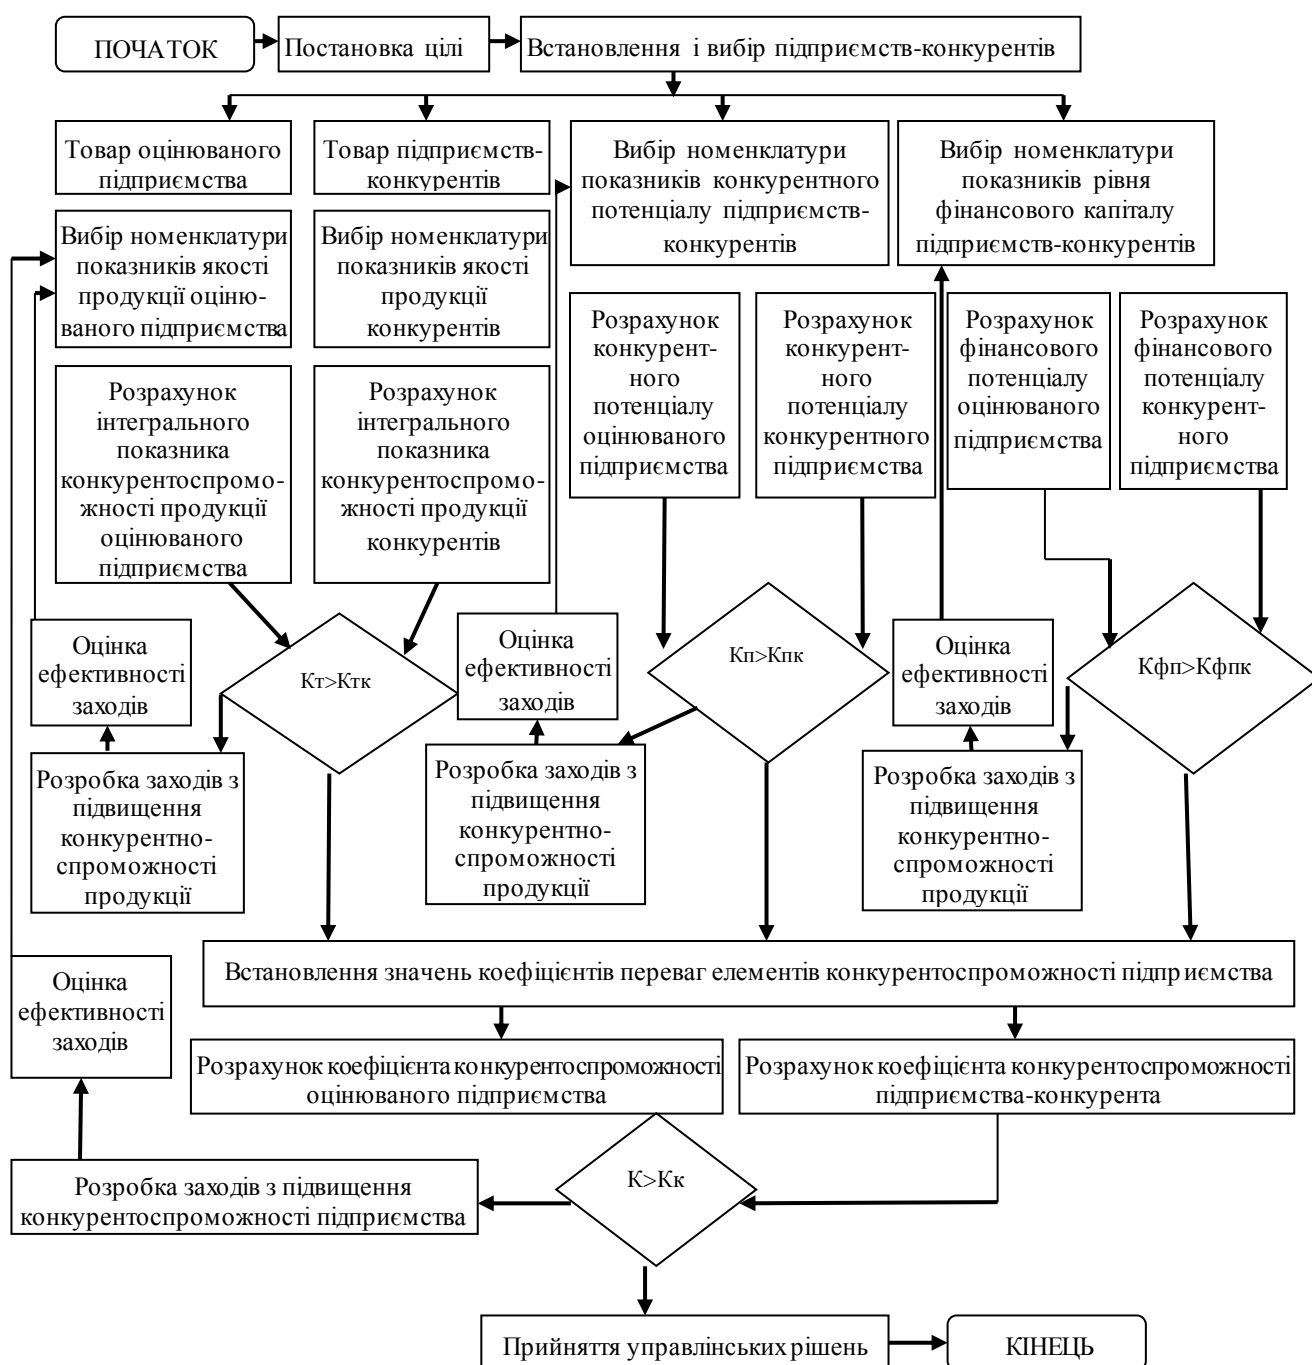 ПОЧАТОК
Постановка цілі
Встановлення і вибір підприємств-конкурентів
Товар оцінюваного
підприємства
Товар підприємств-
конкурентів
Вибір номенклатури
показників конкурентного
потенціалу підприємств-
конкурентів
Вибір номенклатури
показників рівня
фінансового капіталу
підприємств-конкурентів
Вибір номенклатури
показників якості
продукції оціню-
ваного підприємства
Вибір номенклатури
показників якості
продукції
конкурентів
Розрахунок
конкурент-
ного
потенціалу
оцінюваного
підприємства
Розрахунок
конкурент-
ного
потенціалу
конкурентного
підприємства
Розрахунок
фінансового
потенціалу
оцінюваного
підприємства
Розрахунок
фінансового
потенціалу
конкурент-
ного
підприємства
Розрахунок
інтегрального
показника
конкурентоспромо-
жності продукції
оцінюваного
підприємства
Розрахунок
інтегрального
показника
конкурентоспромо-
жності продукції
конкурентів
Оцінка
ефективності
заходів
Кт>Ктк
Оцінка
ефективності
заходів
Кп>Кпк
Оцінка
ефективності
заходів
Кфп>Кфпк
Розробка заходів з
підвищення
конкурентно-
спроможності
продукції
Розробка заходів з
підвищення
конкурентно-
спроможності
продукції
Розробка заходів з
підвищення
конкурентно-
спроможності
продукції
Встановлення значень коефіцієнтів переваг елементів конкурентоспроможності підприємства
Оцінка
ефективності
заходів
Розрахунок коефіцієнта конкурентоспроможності
оцінюваного підприємства
Розрахунок коефіцієнта конкурентоспроможності
підприємства-конкурента
К>Кк
Розробка заходів з підвищення
конкурентоспроможності підприємства
Прийняття управлінських рішень
КІНЕЦЬ